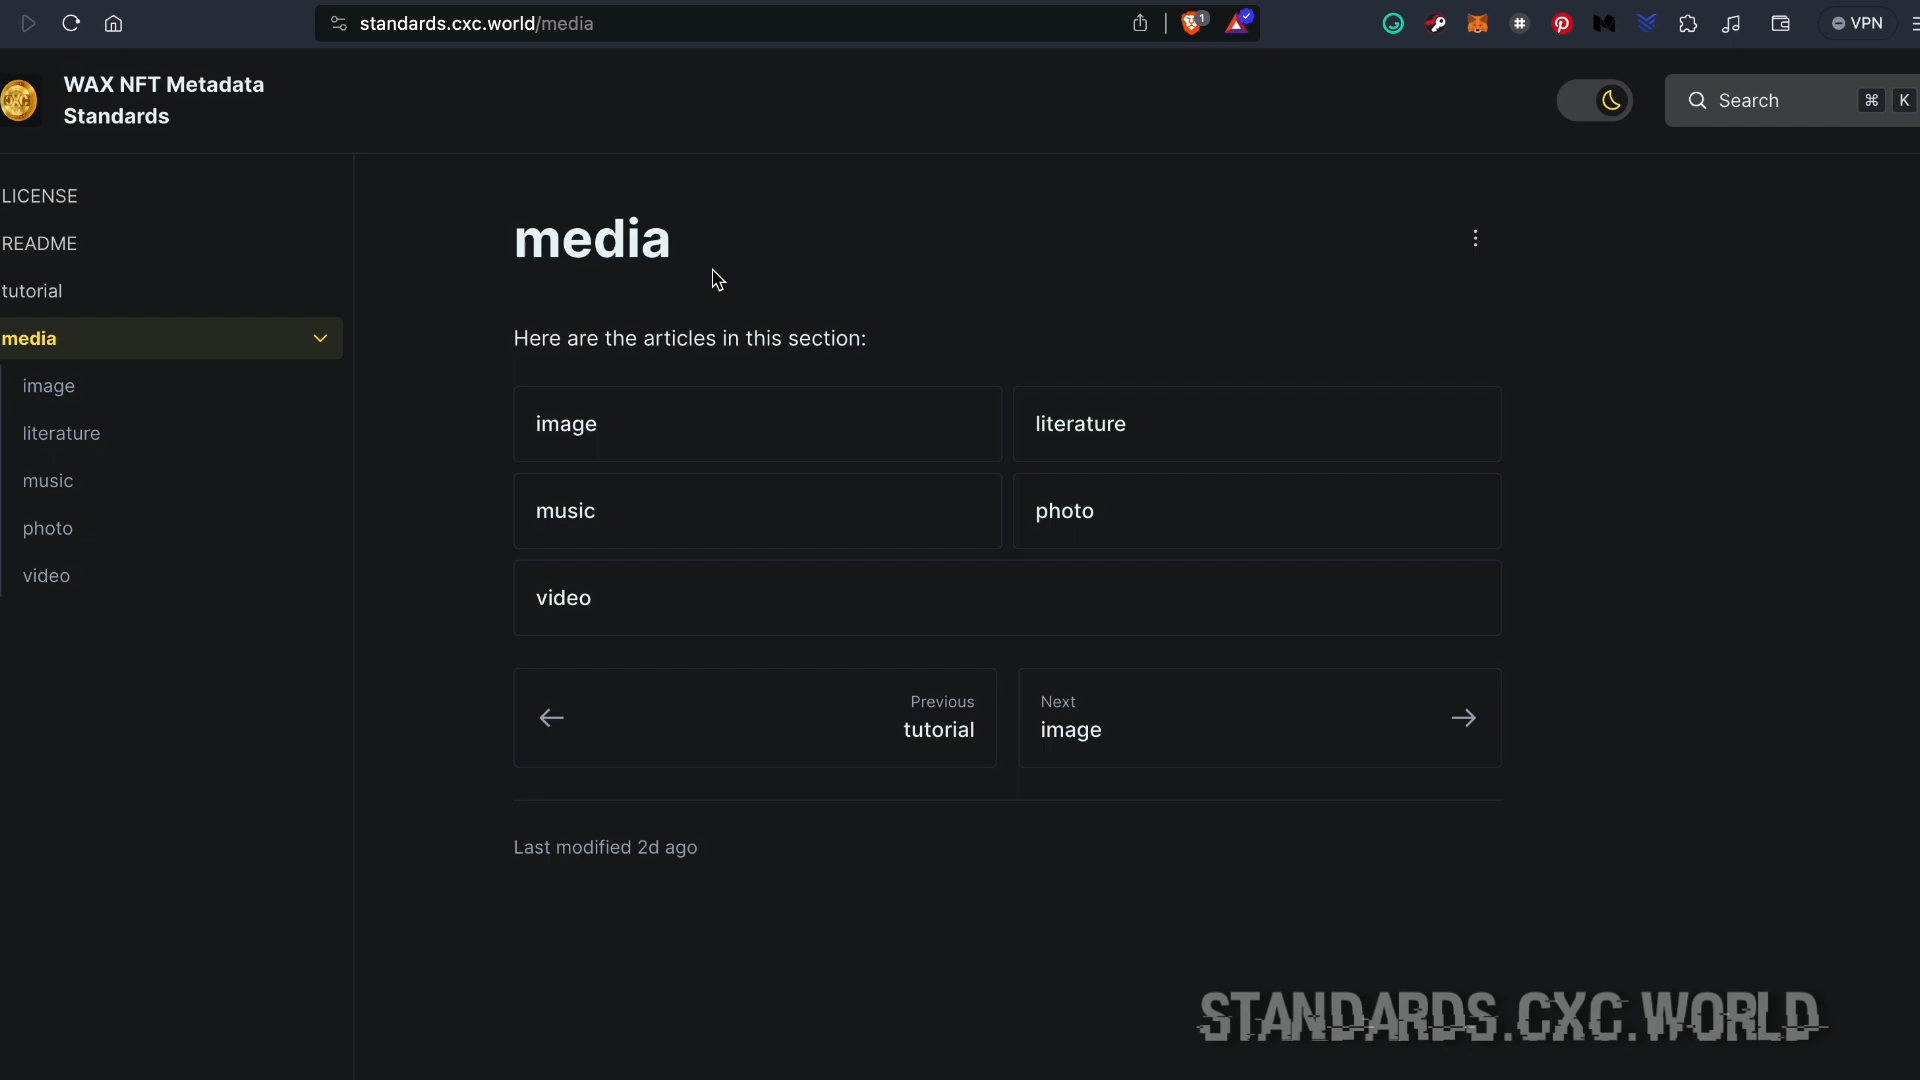 standards.cxc.world/media
1
VPN
WAX NFT Metadata
Standards
Search
⌘ K
LICENSE
README
tutorial
media
image
literature
music
photo
video
media
Here are the articles in this section:
image
literature
music
photo
video
Previous
tutorial
Next
image
Last modified 2d ago
STANDARDS.CXC.WORLD